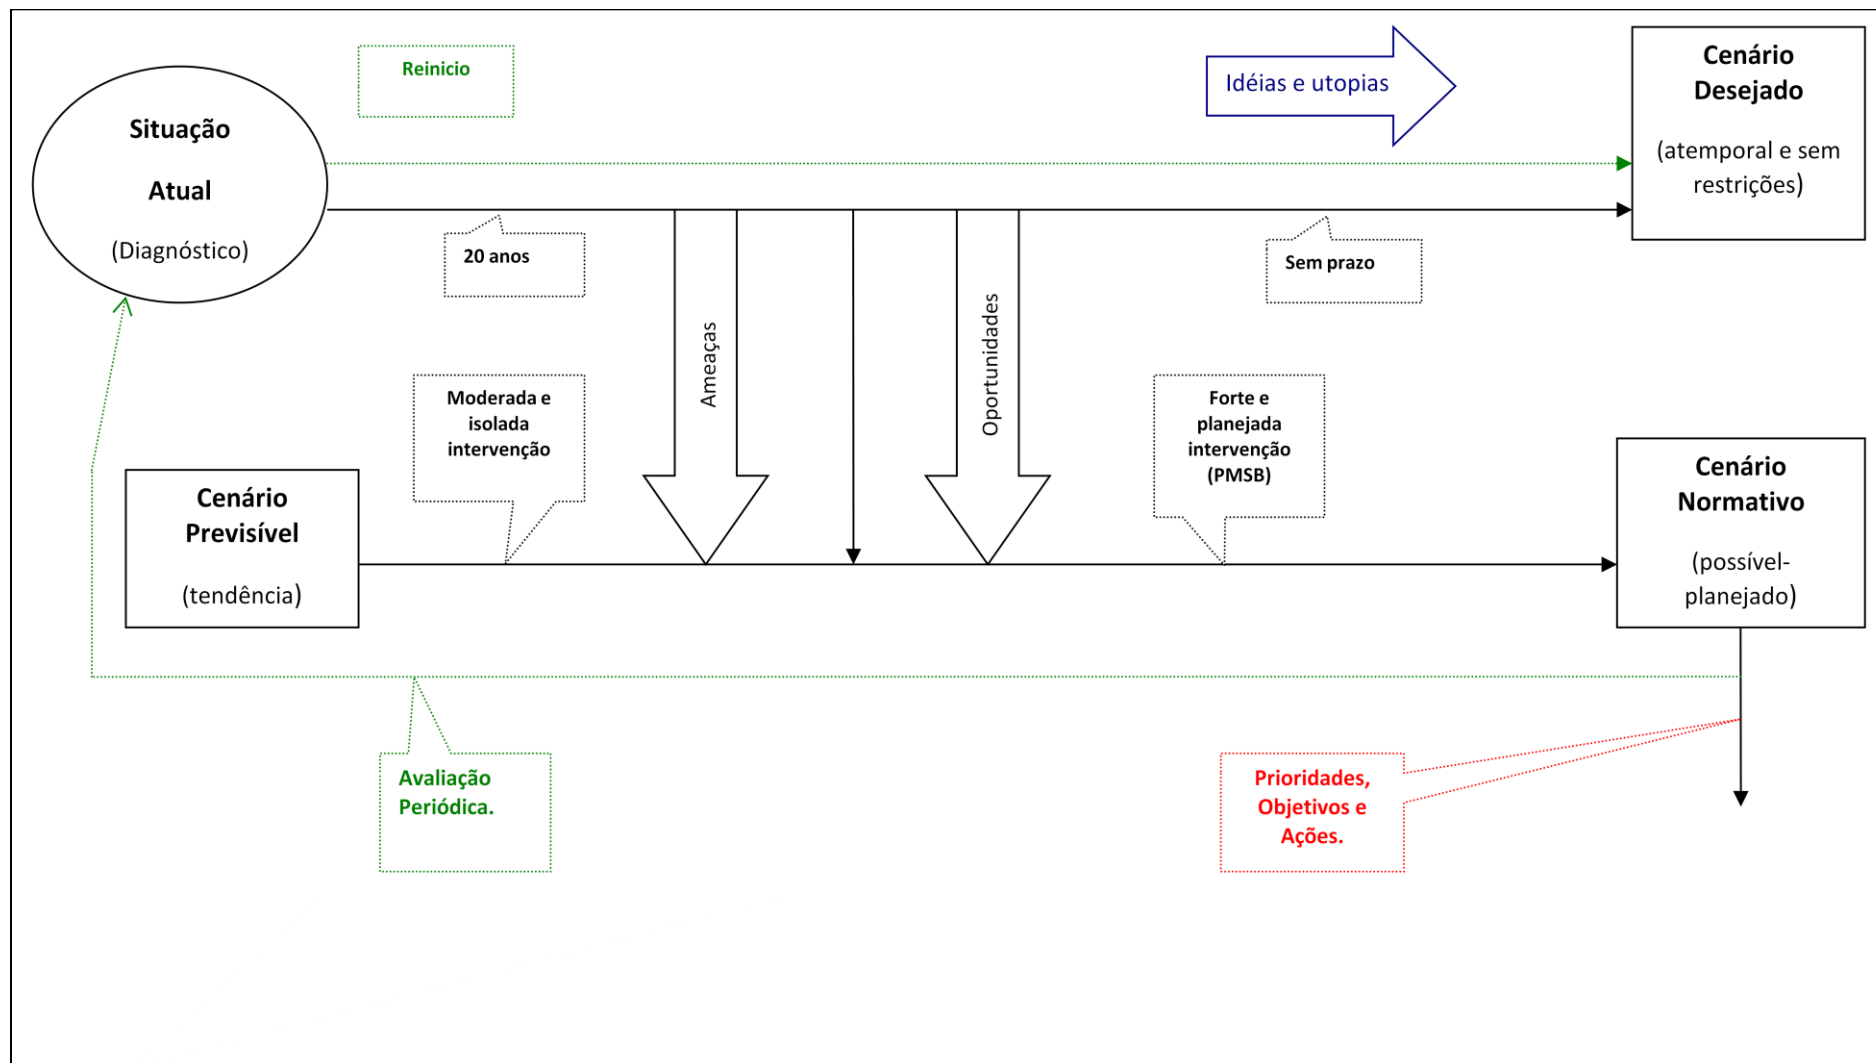 Situação
Atual
(Diagnóstico)
Reinicio
Idéias e utopias
Cenário
Desejado
(atemporal e sem
restrições)
20 anos
Sem prazo
Ameaças
Oportunidades
Moderada e
isolada
intervenção
Forte e
planejada
intervenção
(PMSB)
Cenário
Previsível
(tendência)
Cenário
Normativo
(possível-
planejado)
Avaliação
Periódica.
Prioridades,
Objetivos e
Ações.